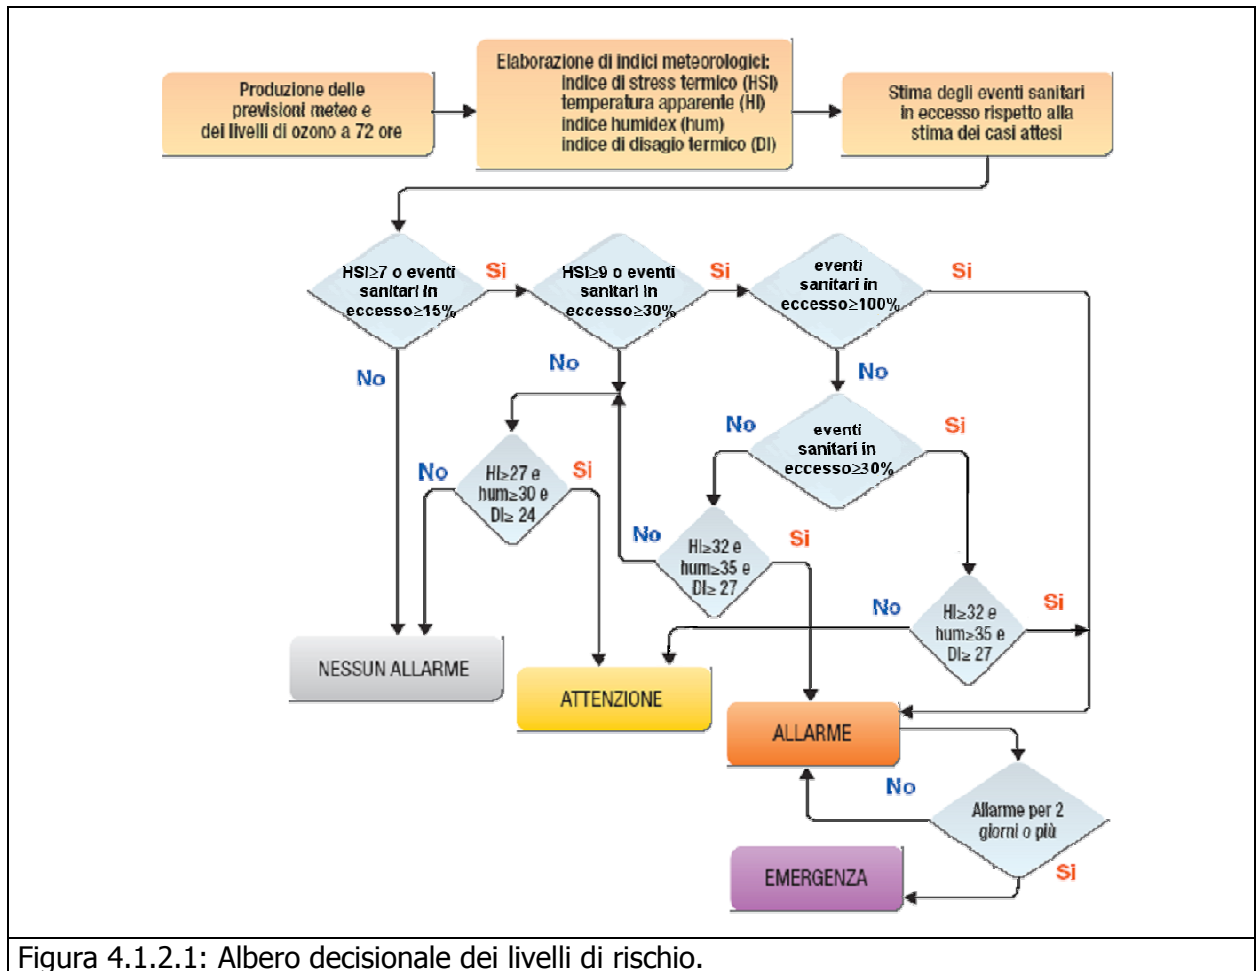 Produzione delle
previsioni meteo e
dei livelli di ozono a 72 ore
Elaborazione di indici meteorologici:
indice di stress termico (HSI)
temperatura apparente (HI)
indice humidex (hum)
indice di disagio termico (DI)
Stima degli eventi sanitari
in eccesso rispetto alla
stima dei casi attesi
HSI≥7 o eventi
sanitari in
eccesso≥15%
Si
HSI≥9 o eventi
sanitari in
eccesso≥30%
Si
eventi
sanitari in
eccesso≥100%
Si
No
No
No
HI≥27 e
hum≥30 e
DI≥ 24
No
Si
eventi
sanitari in
eccesso≥30%
No
Si
HI≥32 e
hum≥35 e
DI≥ 27
No
Si
HI≥32 e
hum≥35 e
DI≥ 27
No
Si
NESSUN ALLARME
ATTENZIONE
ALLARME
Allarme per 2
giorni o più
No
Si
EMERGENZA
Figura 4.1.2.1: Albero decisionale dei livelli di rischio.